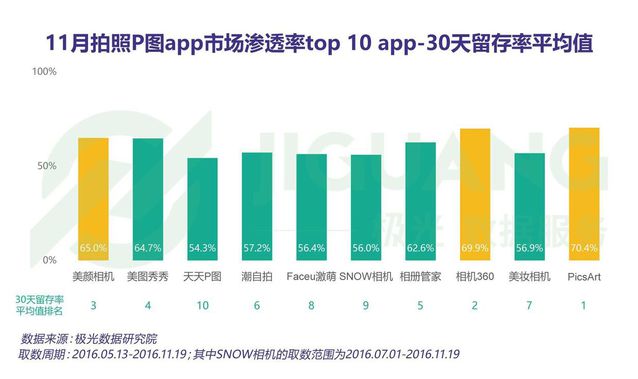 11月拍照P图app市场渗透率top 10 app-30天留存率平均值
100%
50%
0%
JIGUANG
极光 数据服务
65.0% 64.7% 54.3% 57.2% 56.4% 56.0% 62.6% 69.9% 56.9% 70.4%
美颜相机 美图秀秀 天天P图 潮自拍 Faceu激萌 SNOW相机 相册管家 相机360 美妆相机 PicsArt
30天留存率
平均值排名
3 4 10 6 8 9 5 2 7 1
数据来源：极光数据研究院
取数周期：2016.05.13-2016.11.19；其中SNOW相机的取数范围为2016.07.01-2016.11.19